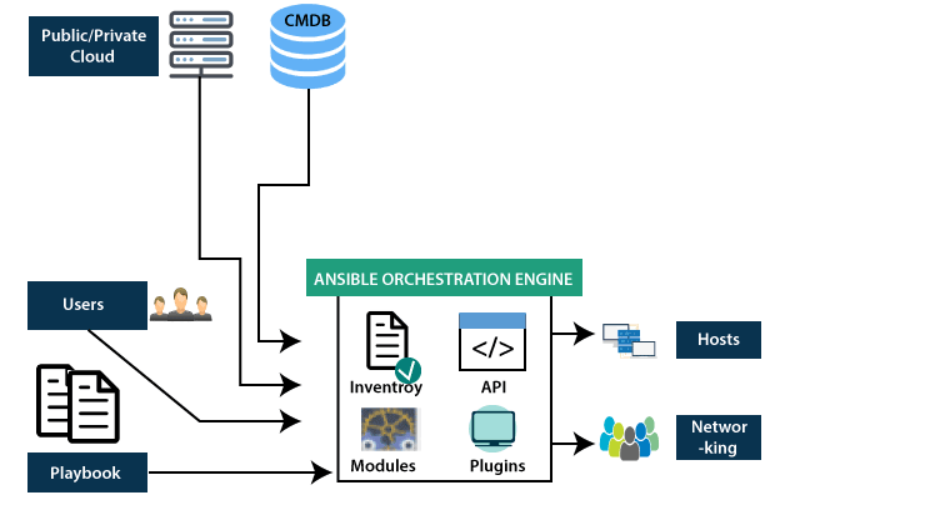 Public/Private
Cloud
CMDB
ANSIBLE ORCHESTRATION ENGINE
Users
</>
Hosts
Inventroy
API
Networ
-king
Modules
Plugins
Playbook